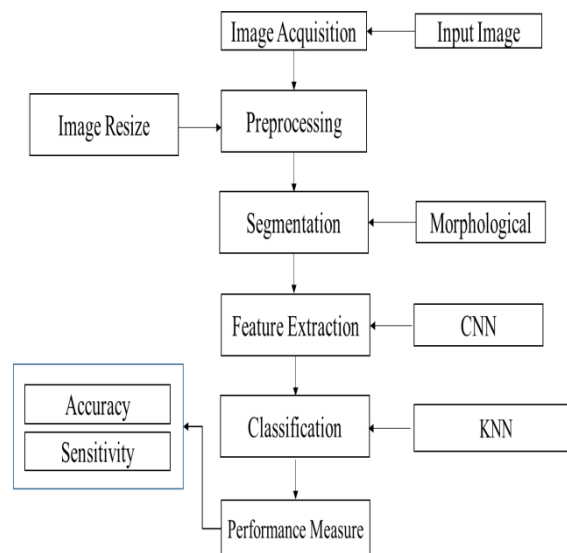 Image Acquisition
Input Image
Image Resize
Preprocessing
Segmentation
Morphological
Feature Extraction
CNN
Accuracy
Sensitivity
Classification
KNN
Performance Measure